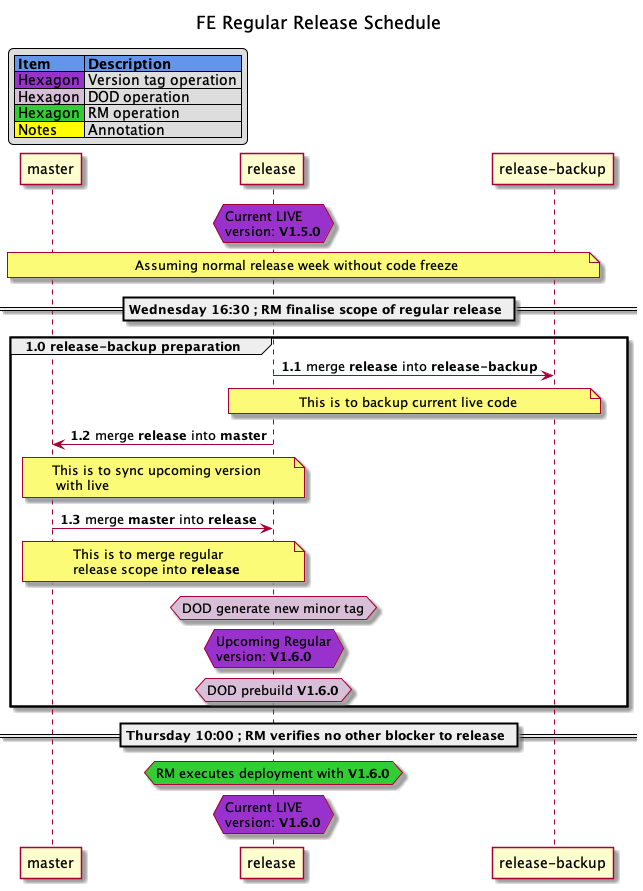 FE Regular Release Schedule
Item Description
Hexagon Version tag operation
Hexagon DOD operation
Hexagon RM operation
Notes Annotation
master release release-backup
Current LIVE
version: V1.5.0
Assuming normal release week without code freeze
Wednesday 16:30 ; RM finalise scope of regular release
1.0 release-backup preparation
1.1 merge release into release-backup
This is to backup current live code
1.2 merge release into master
This is to sync upcoming version
with live
1.3 merge master into release
This is to merge regular
release scope into release
DOD generate new minor tag
Upcoming Regular
version: V1.6.0
DOD prebuild V1.6.0
Thursday 10:00 ; RM verifies no other blocker to release
RM executes deployment with V1.6.0
Current LIVE
version: V1.6.0
master release release-backup